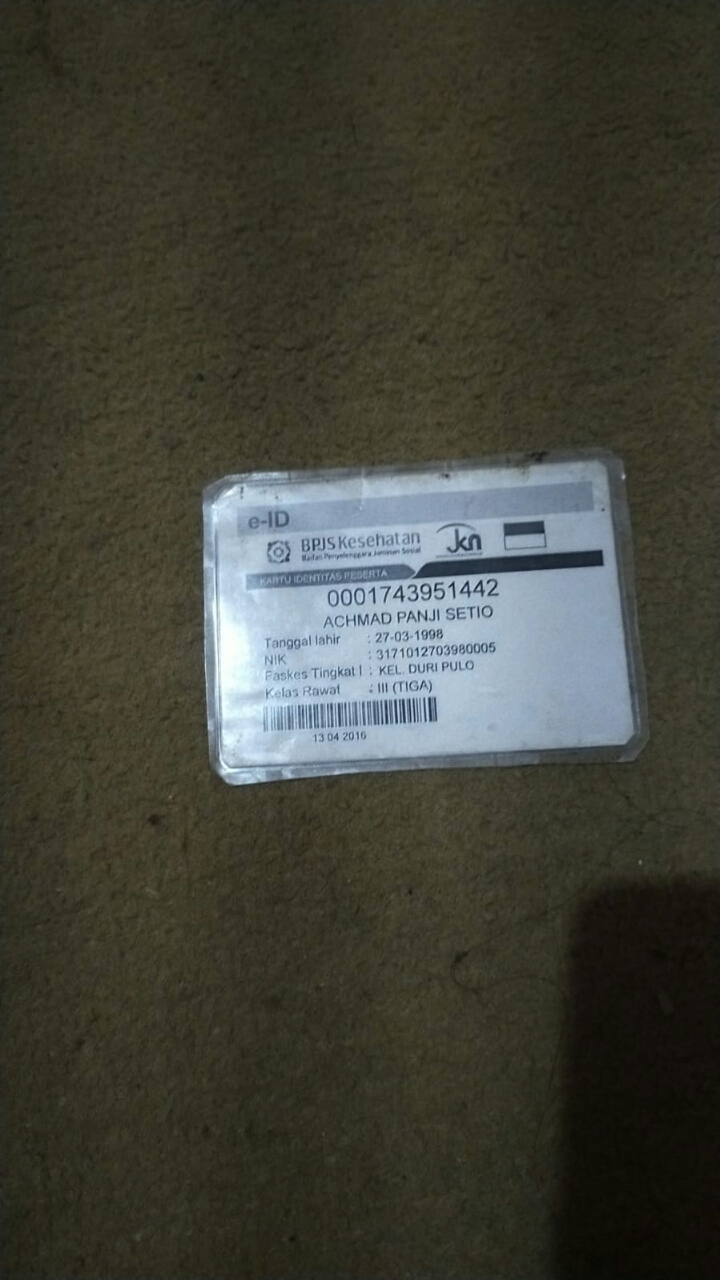 e-ID
BPJS Kesehatan
Badan Penyelenggara Jaminan Sosial
Jkn
KARTU IDENTITAS PESERTA
0001743951442
ACHMAD PANJI SETIO
Tanggal lahir : 27-03-1998
NIK : 3171012703980005
Faskes Tingkat I : KEL. DURI PULO
Kelas Rawat : III (TIGA)
13 04 2016